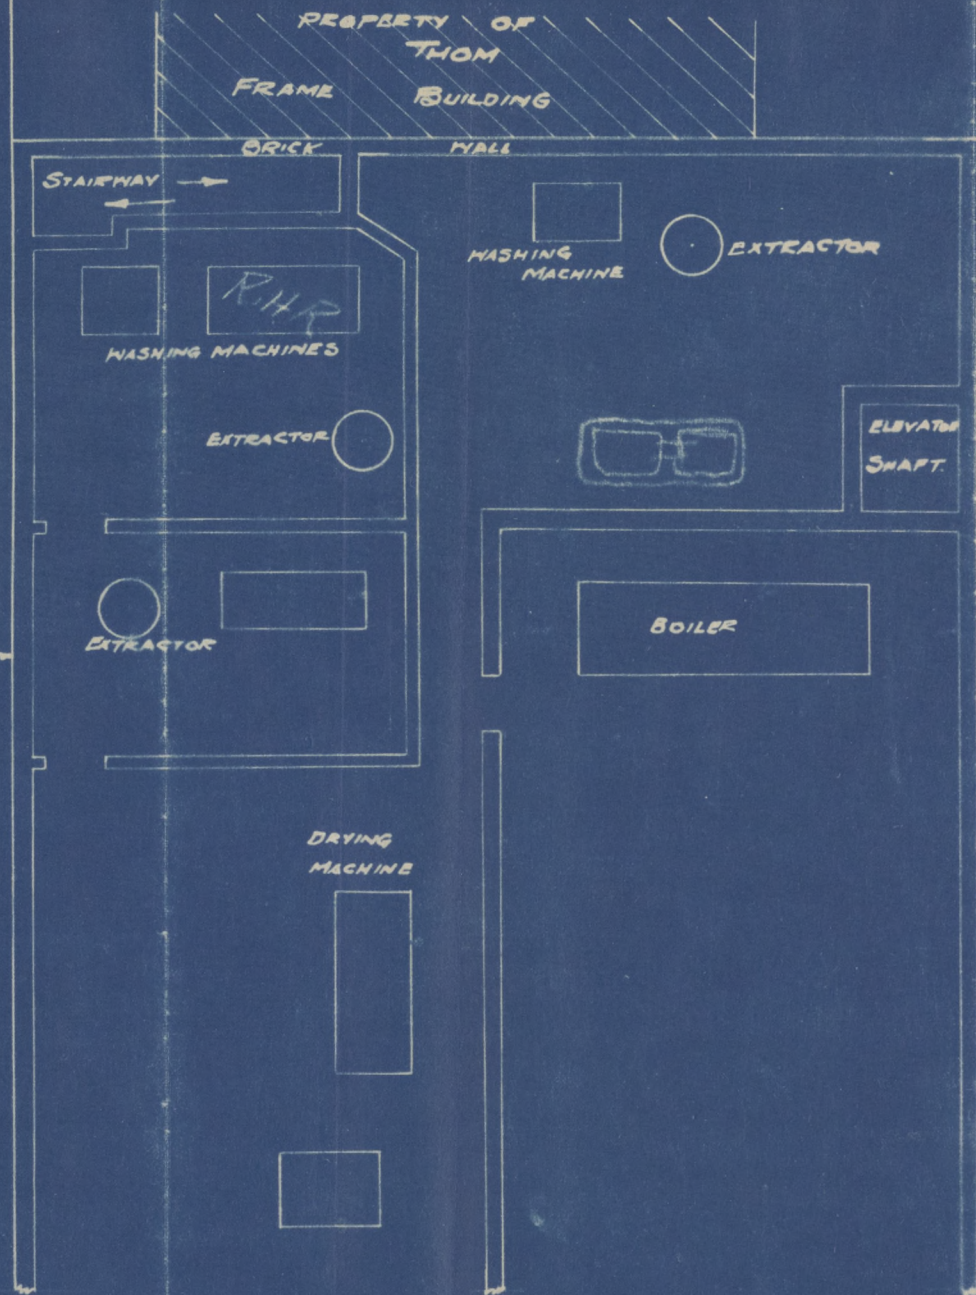 PROPERTY OF
THOM
FRAME BUILDING
BRICK WALL
STAIRWAY
WASHING
MACHINE
EXTRACTOR
R.H.R
WASHING MACHINES
EXTRACTOR
ELEVATOR
SHAFT.
EXTRACTOR
BOILER
DRYING
MACHINE